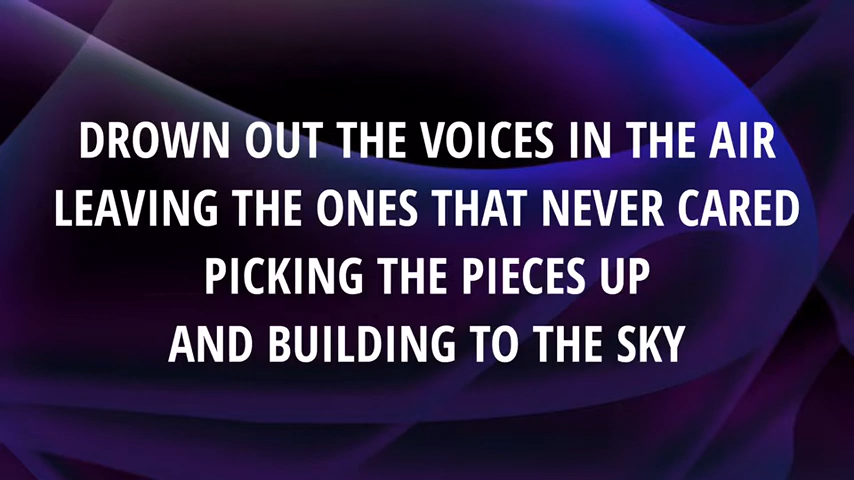 DROWN OUT THE VOICES IN THE AIR
LEAVING THE ONES THAT NEVER CARED
PICKING THE PIECES UP
AND BUILDING TO THE SKY